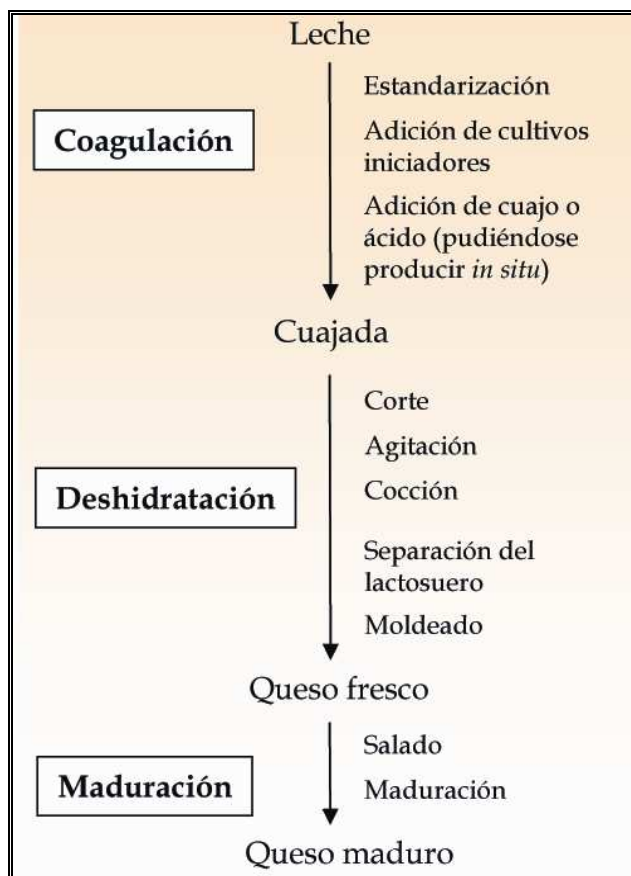 Leche
Estandarización
Coagulación
Adición de cultivos
iniciadores
Adición de cuajo o
ácido (pudiéndose
producir in situ)
Cuajada
Corte
Agitación
Deshidratación
Cocción
Separación del
lactosuero
Moldeado
Queso fresco
Salado
Maduración
Maduración
Queso maduro